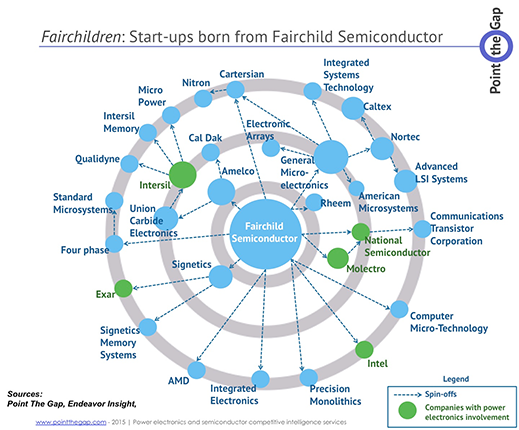 Fairchildren: Start-ups born from Fairchild Semiconductor
Point the Gap
Nitron
Cartersian
Integrated
Systems
Technology
Micro
Power
Caltex
Intersil
Memory
Cal Dak
Electronic
Arrays
Nortec
Qualidyne
Amelco
General
Micro-
electronics
Advanced
LSI Systems
Intersil
Standard
Microsystems
Union
Carbide
Electronics
Rheem
American
Microsystems
Fairchild
Semiconductor
Communications
Transistor
Corporation
National
Semiconductor
Four phase
Signetics
Molectro
Exar
Signetics
Memory
Systems
Computer
Micro-Technology
Intel
AMD
Integrated
Electronics
Precision
Monolithics
Legend
Spin-offs
Companies with power
electronics involvement
Sources:
Point The Gap, Endeavor Insight,
www.pointthegap.com - 2015 | Power electronics and semiconductor competitive intelligence services